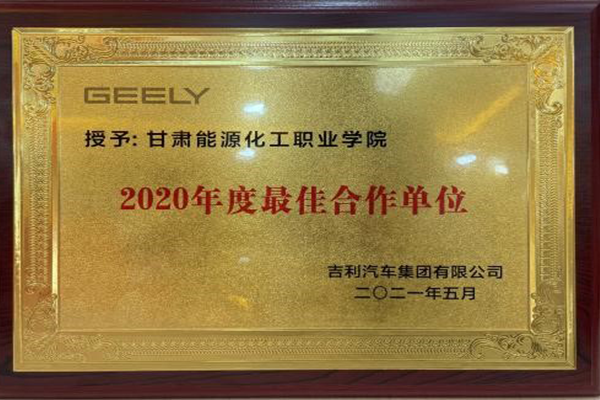 GEELY
授予: 甘肃能源化工职业学院
2020年度最佳合作单位
吉利汽车集团有限公司
二〇二一年五月